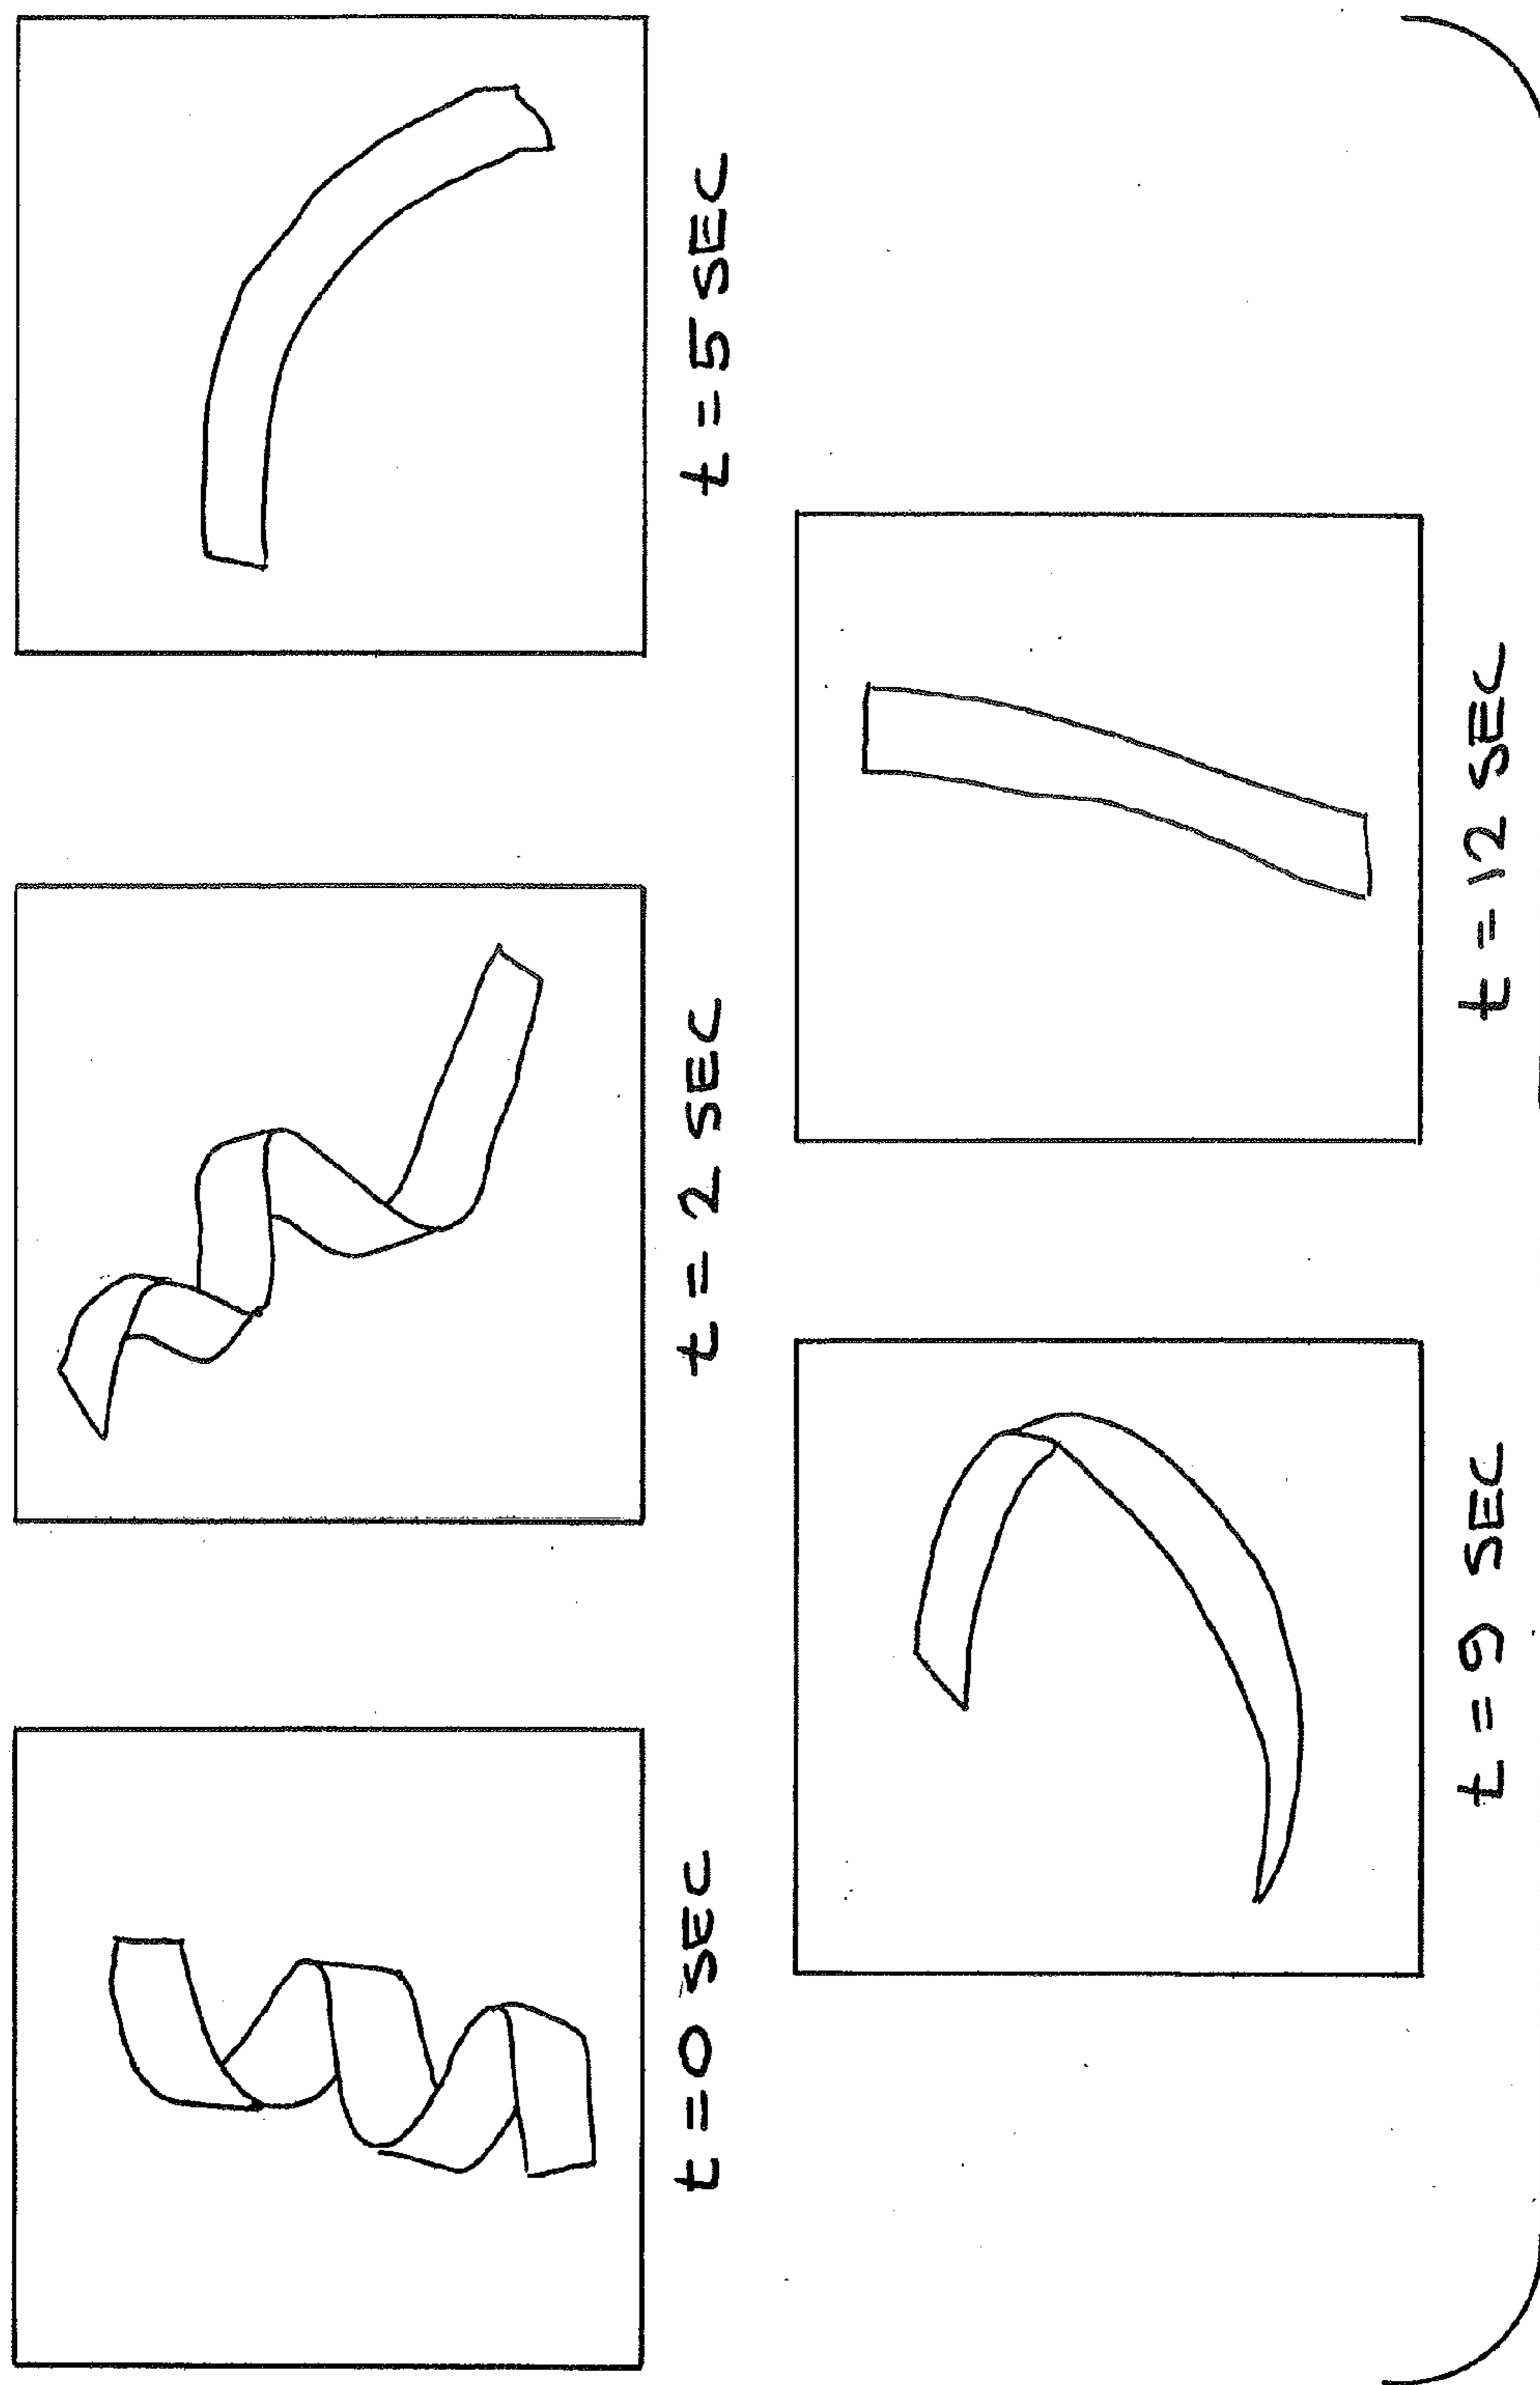 t=0 SEC
t = 2 SEC
t = 5 SEC
t = 9 SEC
t = 12 SEC